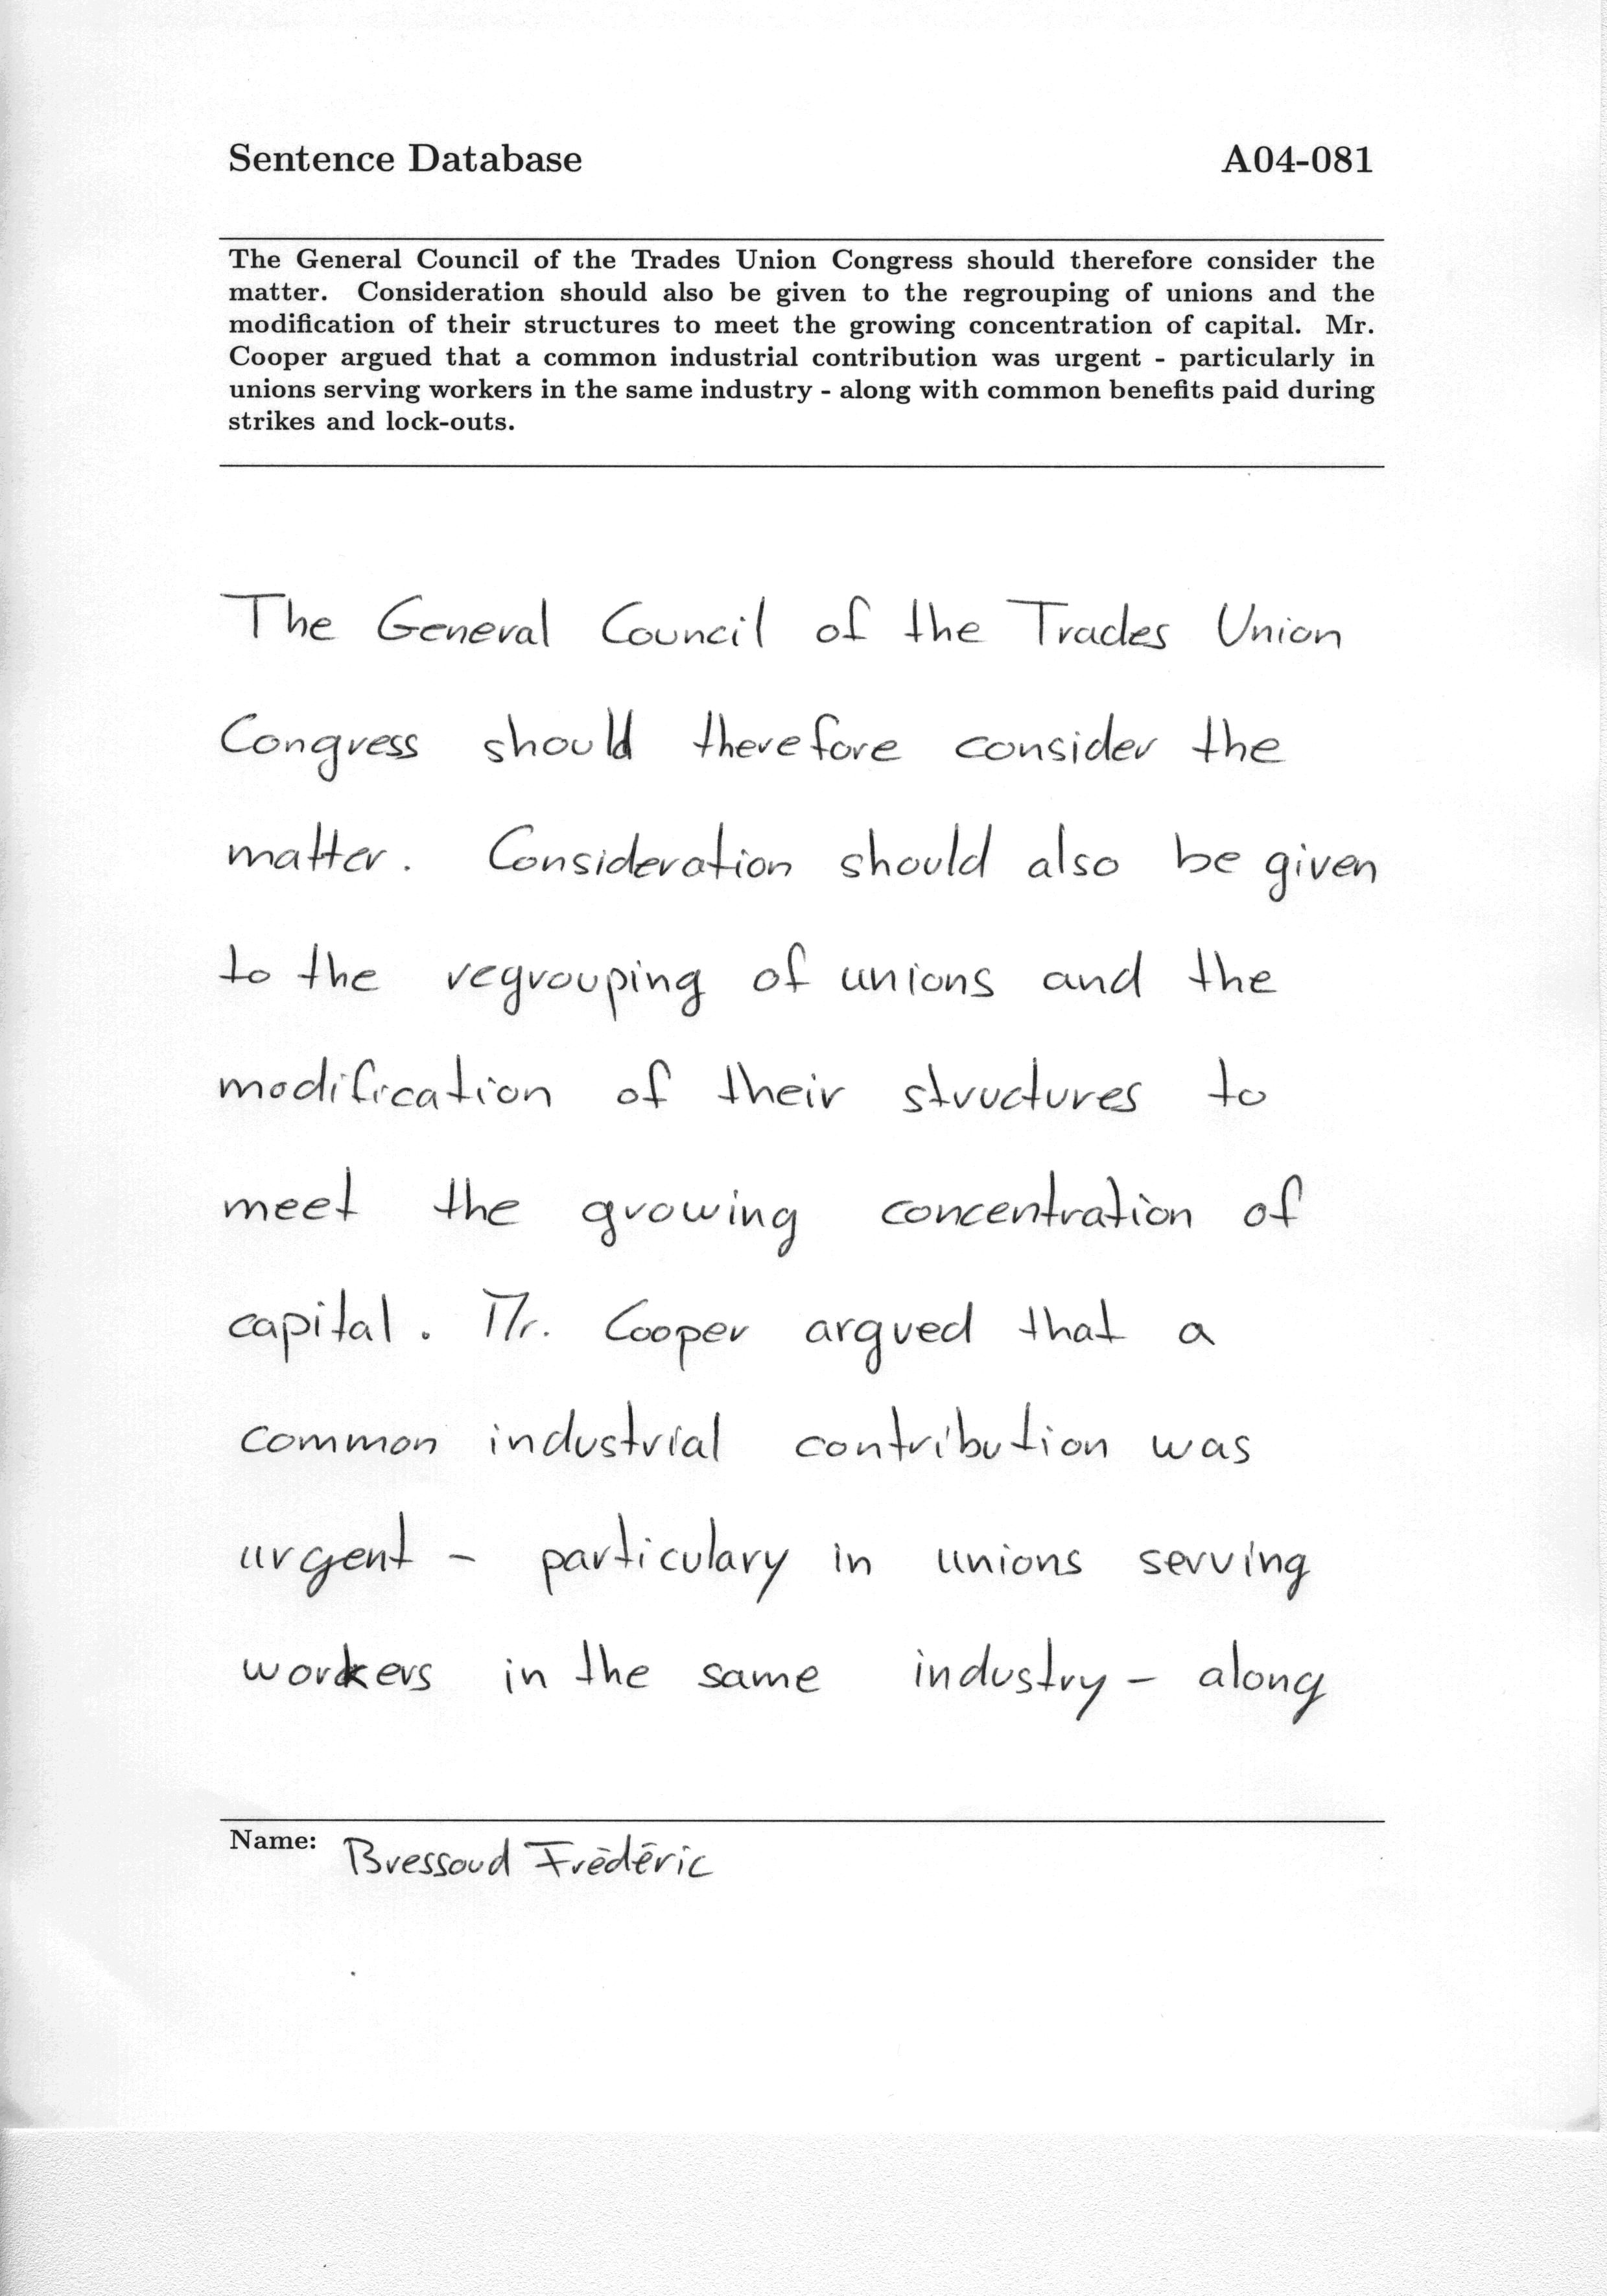 Sentence Database A04-081
The General Council of the Trades Union Congress should therefore consider the
matter. Consideration should also be given to the regrouping of unions and the
modification of their structures to meet the growing concentration of capital. Mr.
Cooper argued that a common industrial contribution was urgent - particularly in
unions serving workers in the same industry - along with common benefits paid during
strikes and lock-outs.
The General Council of the Trades Union
Congress should therefore consider the
matter. Consideration should also be given
to the regrouping of unions and the
modification of their structures to
meet the growing concentration of
capital. Mr. Cooper argued that a
common industrial contribution was
urgent - particulary in unions serving
workers in the same industry - along
Name: Bressoud Frédéric